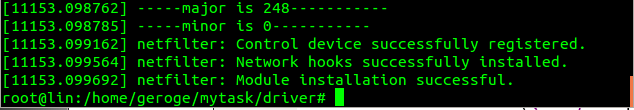 [11153.098762] -----major is 248-----------
[11153.098785] -----minor is 0-----------
[11153.099162] netfilter: Control device successfully registered.
[11153.099564] netfilter: Network hooks successfully installed.
[11153.099692] netfilter: Module installation successful.
root@lin:/home/geroge/mytask/driver#